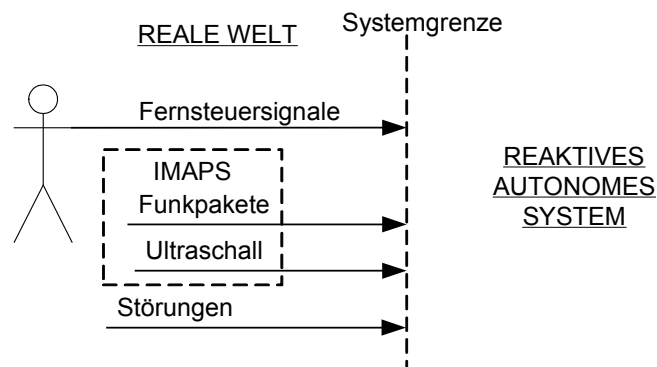 Systemgrenze
REALE WELT
Fernsteuersignale
IMAPS
Funkpakete
Ultraschall
Störungen
REAKTIVES
AUTONOMES
SYSTEM